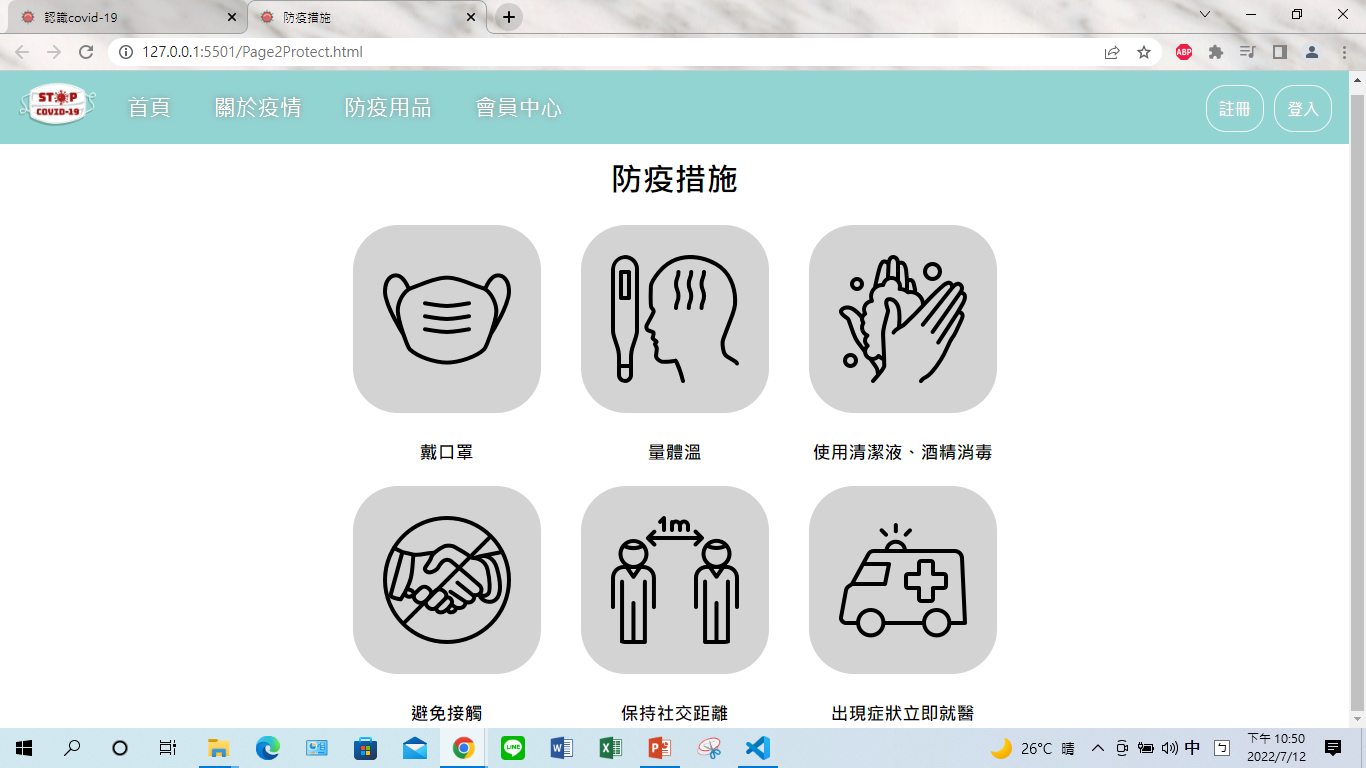 認識covid-19
防疫措施
127.0.0.1:5501/Page2Protect.html
ABP
STOP
COVID-19
首頁
關於疫情
防疫用品
會員中心
註冊
登入
防疫措施
戴口罩
量體溫
使用清潔液、酒精消毒
1m
避免接觸
保持社交距離
出現症狀立即就醫
LINE
26°C 晴
中
ㄅ
下午 10:50
2022/7/12